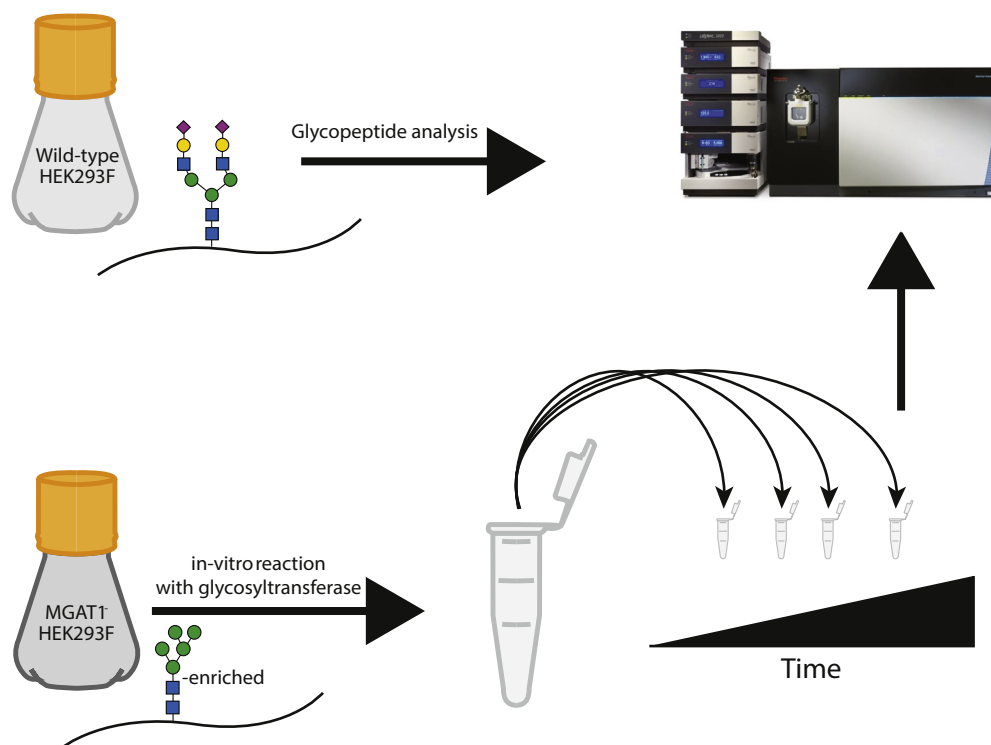 Wild-type
HEK293F
Glycopeptide analysis
MGAT1-
HEK293F
in-vitro reaction
with glycosyltransferase
-enriched
Time